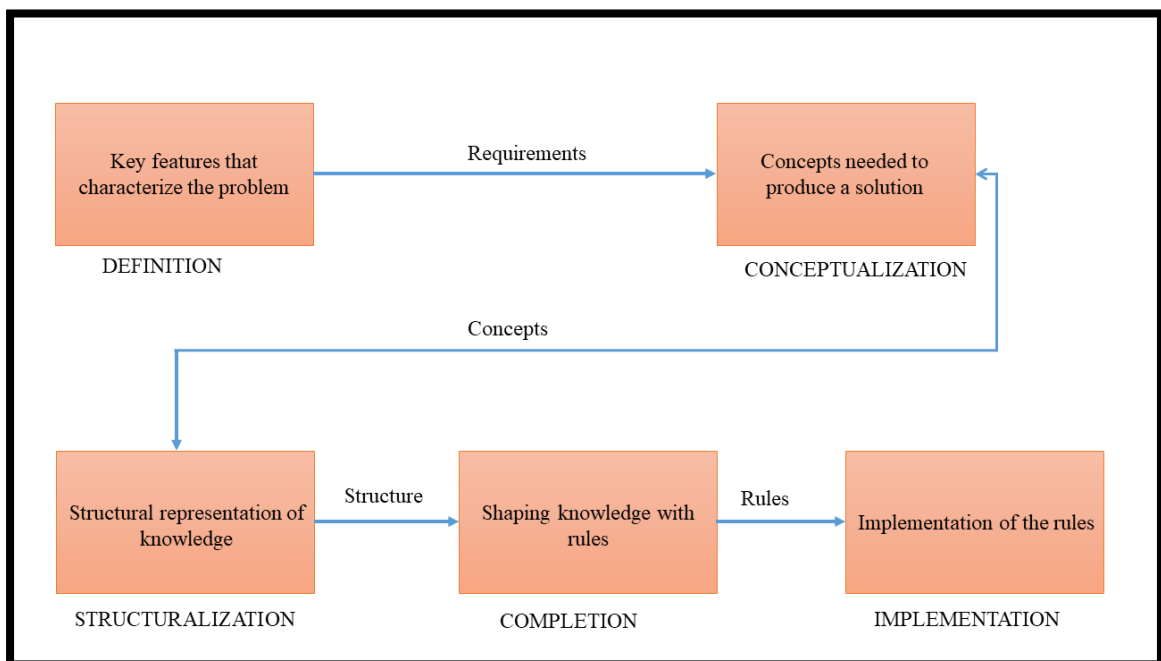 Key features that
characterize the problem
Requirements
Concepts needed to
produce a solution
DEFINITION
CONCEPTUALIZATION
Concepts
Structural representation of
knowledge
Structure
Shaping knowledge with
rules
Rules
Implementation of the rules
STRUCTURALIZATION
COMPLETION
IMPLEMENTATION